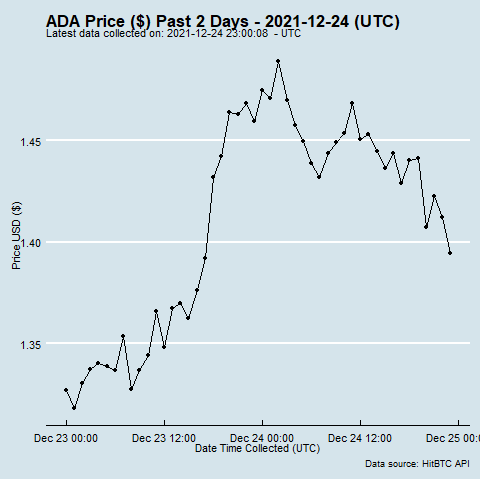 ADA Price ($) Past 2 Days - 2021-12-24 (UTC)
Latest data collected on: 2021-12-24 23:00:08 - UTC
1.45
1.40
1.35
Price USD ($)
Dec 23 00:00 Dec 23 12:00 Dec 24 00:00 Dec 24 12:00 Dec 25 00:
Date Time Collected (UTC)
Data source: HitBTC API